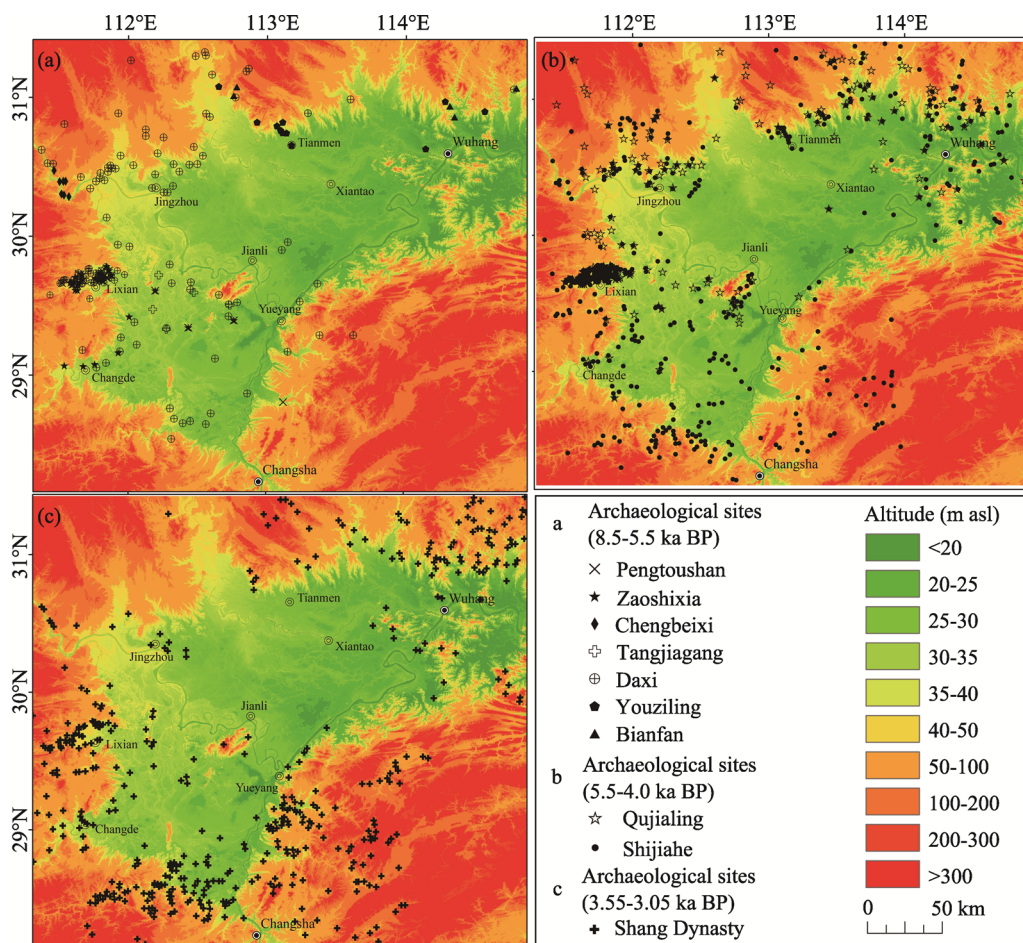 112°E 113°E 114°E
112°E 113°E 114°E
(a)
31°N
30°N
29°N
Tianmen
Wuhang
Xiantao
Jingzhou
Jianli
Lixian
Yueyang
Changde
Changsha
(b)
Tianmen
Wuhang
Xiantao
Jingzhou
Jianli
Lixian
Yueyang
Changde
Changsha
(c)
31°N
30°N
29°N
Tianmen
Wuhang
Xiantao
Jingzhou
Jianli
Lixian
Yueyang
Changde
Changsha
a Archaeological sites
(8.5-5.5 ka BP)
Pengtoushan
Zaoshixia
Chengbeixi
Tangjiagang
Daxi
Youziling
Bianfan
b Archaeological sites
(5.5-4.0 ka BP)
Qujialing
Shijiahe
c Archaeological sites
(3.55-3.05 ka BP)
Shang Dynasty
Altitude (m asl)
<20
20-25
25-30
30-35
35-40
40-50
50-100
100-200
200-300
>300
0 50 km